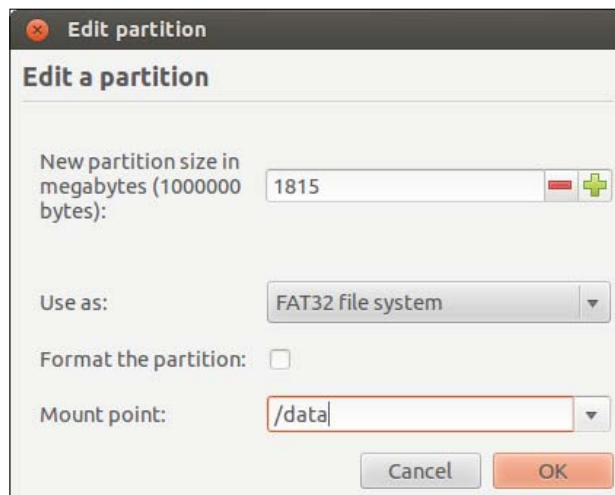 Edit partition
Edit a partition
New partition size in
megabytes (1000000
bytes):
1815
Use as:
FAT32 file system
Format the partition:
Mount point:
/data
Cancel
OK